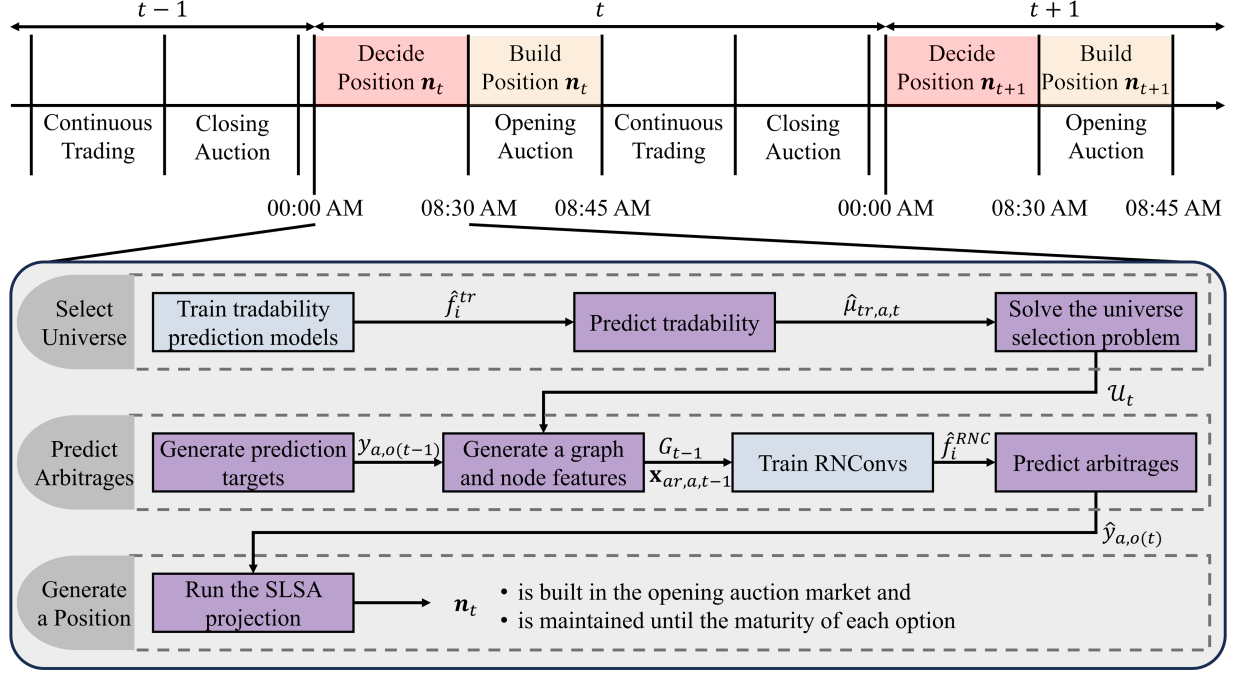 t − 1
t
t + 1
Decide
Position n_t
Build
Position n_t
Decide
Position n_{t+1}
Build
Position n_{t+1}
Continuous
Trading
Closing
Auction
Opening
Auction
Continuous
Trading
Closing
Auction
Opening
Auction
00:00 AM
08:30 AM
08:45 AM
00:00 AM
08:30 AM
08:45 AM
Select
Universe
Train tradability
prediction models
\hat{f}_i^{tr}
Predict tradability
\hat{μ}_{tr,a,t}
Solve the universe
selection problem
𝒰_t
Predict
Arbitrages
Generate prediction
targets
y_{a,o(t−1)}
Generate a graph
and node features
G_{t−1}
x_{ar,a,t−1}
Train RNConvs
\hat{f}_i^{RNC}
Predict arbitrages
\hat{y}_{a,o(t)}
Generate
a Position
Run the SLSA
projection
n_t
• is built in the opening auction market and
• is maintained until the maturity of each option